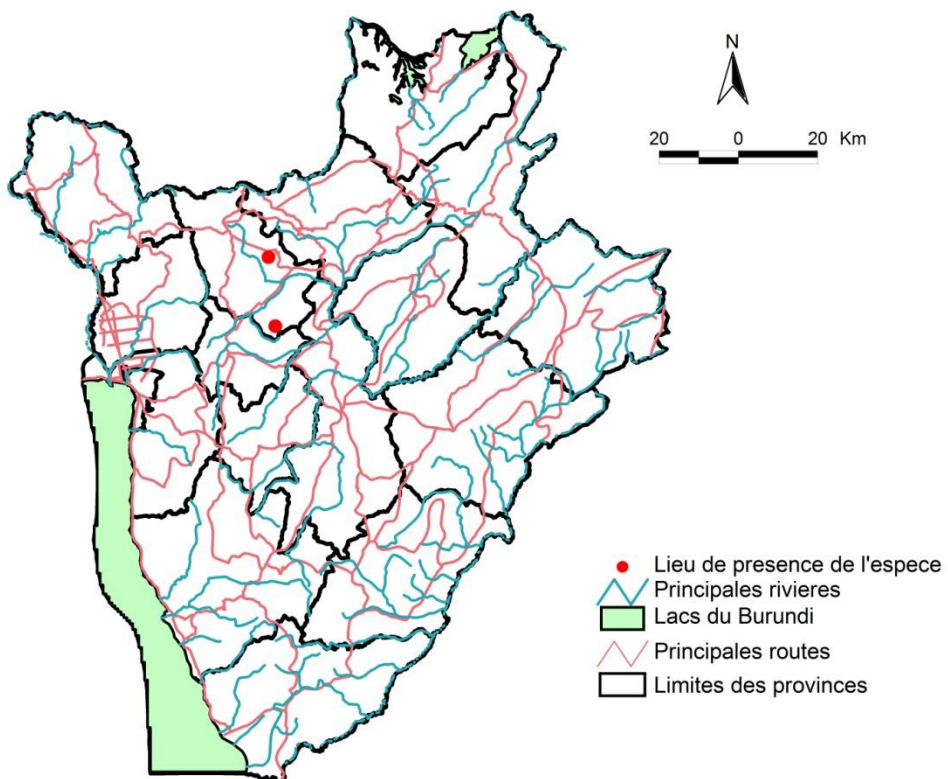 N
20 0 20 Km
Lieu de presence de l'espece
Principales rivieres
Lacs du Burundi
Principales routes
Limites des provinces